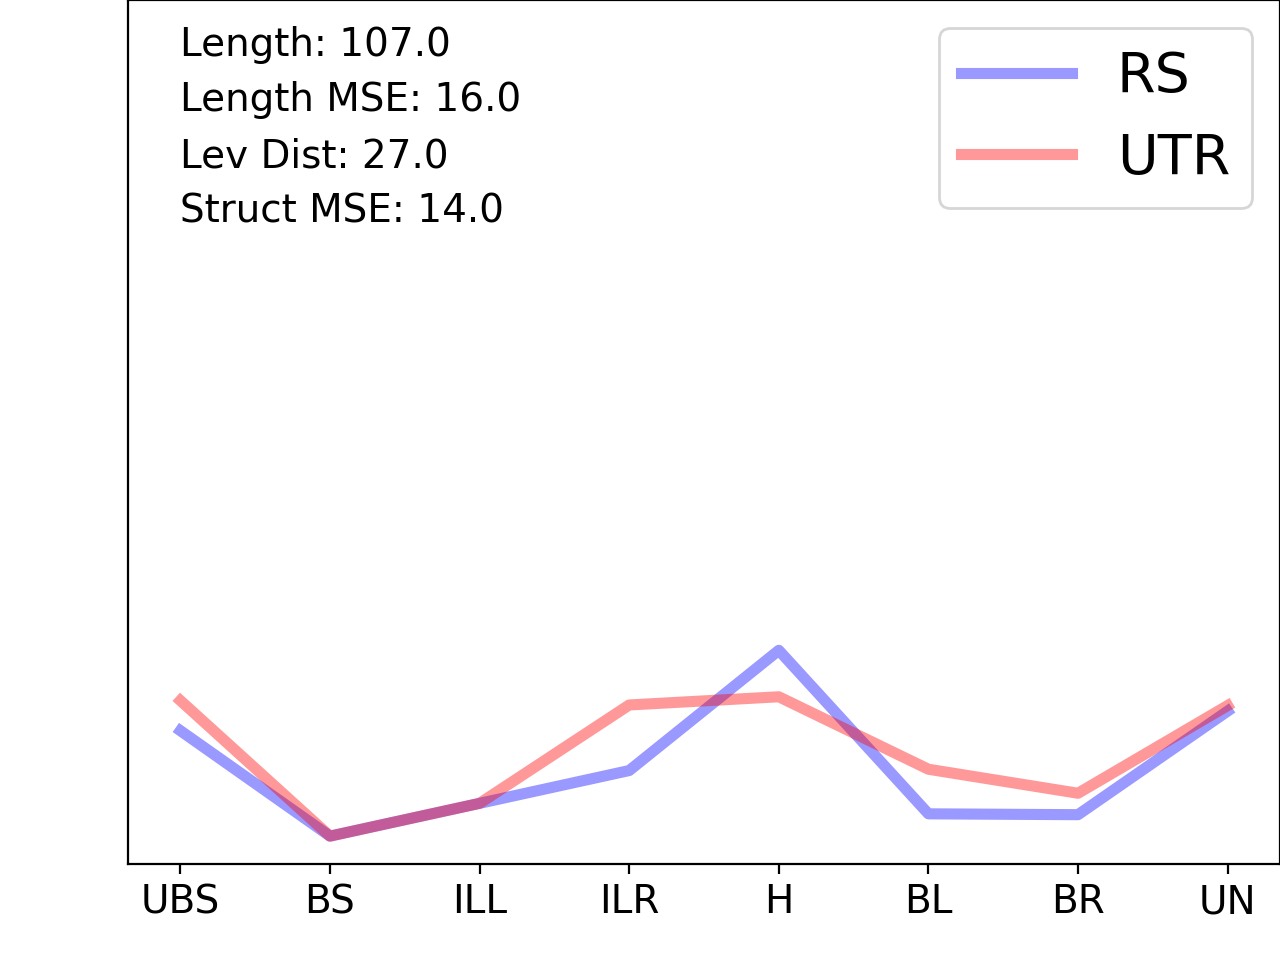 Length: 107.0
Length MSE: 16.0
Lev Dist: 27.0
Struct MSE: 14.0
RS
UTR
UBS BS ILL ILR H BL BR UN